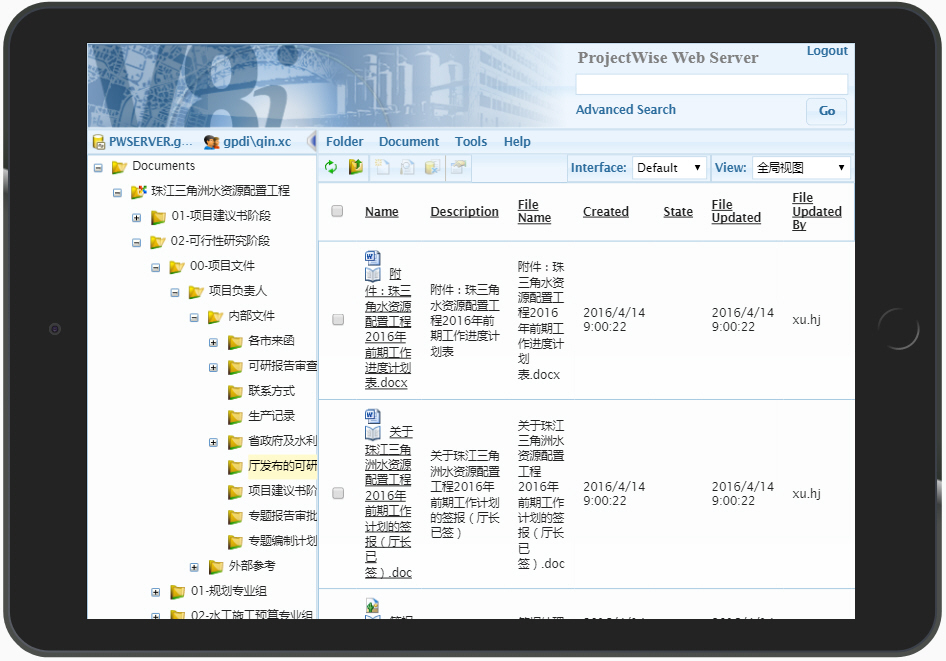 V8i
ProjectWise Web Server
Logout
Advanced Search
Go
PWSERVER.g...
gpdi\qin.xc
Folder
Document
Tools
Help
Documents
珠江三角洲水资源配置工程
01-项目建议书阶段
02-可行性研究阶段
00-项目文件
项目负责人
内部文件
各市来函
可研报告审查
联系方式
生产记录
省政府及水利
厅发布的可研
项目建议书阶
专题报告审批
专题编制计划
外部参考
01-规划专业组
02-水工施工预算专业组
Interface:
Default
View:
全局视图
Name
Description
File
Name
Created
State
File
Updated
File
Updated
By
附
件：珠三
角水资源
配置工程
2016年
前期工作
进度计划
表.docx
附件：珠三角
水资源配置工
程2016年前
期工作进度计
划表
附件：珠
三角水资
源配置工
程2016
年前期工
作进度计
划
表.docx
2016/4/14
9:00:22
2016/4/14
9:00:22
xu.hj
关于
珠江三角
洲水资源
配置工程
2016年
前期工作
计划的签
报（厅长
已
签）.doc
关于珠江三角
洲水资源配置
工程2016年
前期工作计划
的签报（厅长
已签）
关于珠江
三角洲水
资源配置
工程
2016年
前期工作
计划的签
报（厅长
已
签）.doc
2016/4/14
9:00:22
2016/4/14
9:00:22
xu.hj